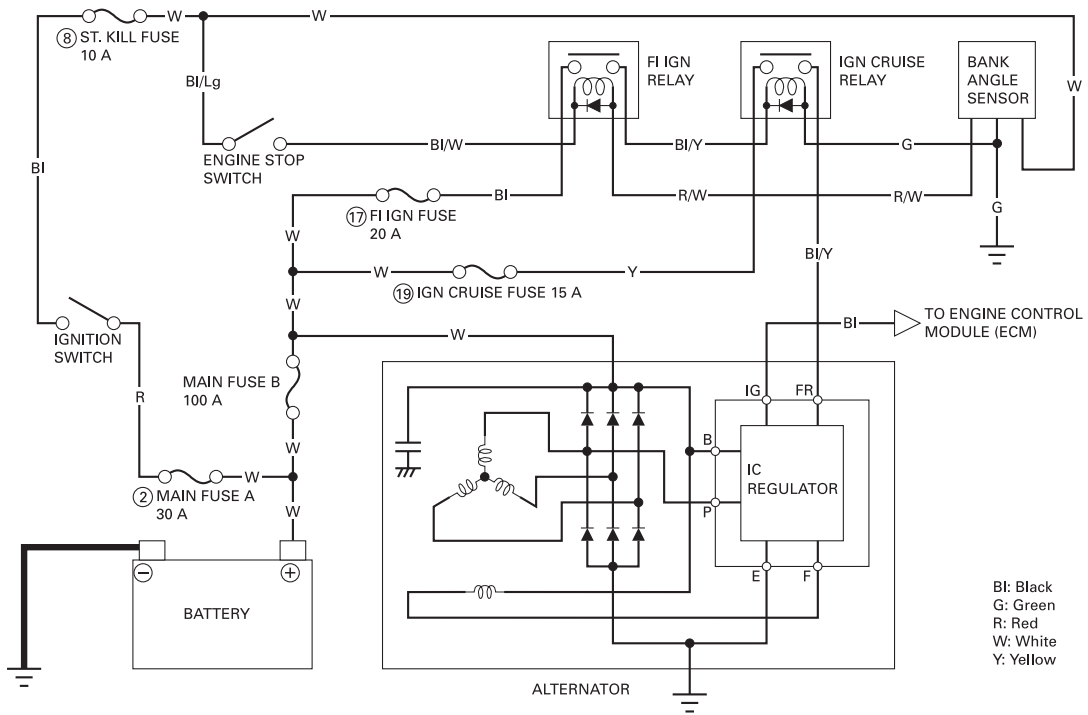 W
W
⑧ ST. KILL FUSE
10 A
Bl/Lg
FI IGN
RELAY
IGN CRUISE
RELAY
BANK
ANGLE
SENSOR
W
ENGINE STOP
SWITCH
Bl/W
Bl/Y
G
Bl
Bl
R/W
R/W
⑰ FI IGN FUSE
20 A
G
W
W
Y
Bl/Y
⑲ IGN CRUISE FUSE 15 A
W
IGNITION
SWITCH
W
Bl
TO ENGINE CONTROL
MODULE (ECM)
R
MAIN FUSE B
100 A
IG
FR
W
B
IC
REGULATOR
P
W
② MAIN FUSE A
30 A
W
E
F
− +
BATTERY
Bl: Black
G: Green
R: Red
W: White
Y: Yellow
ALTERNATOR